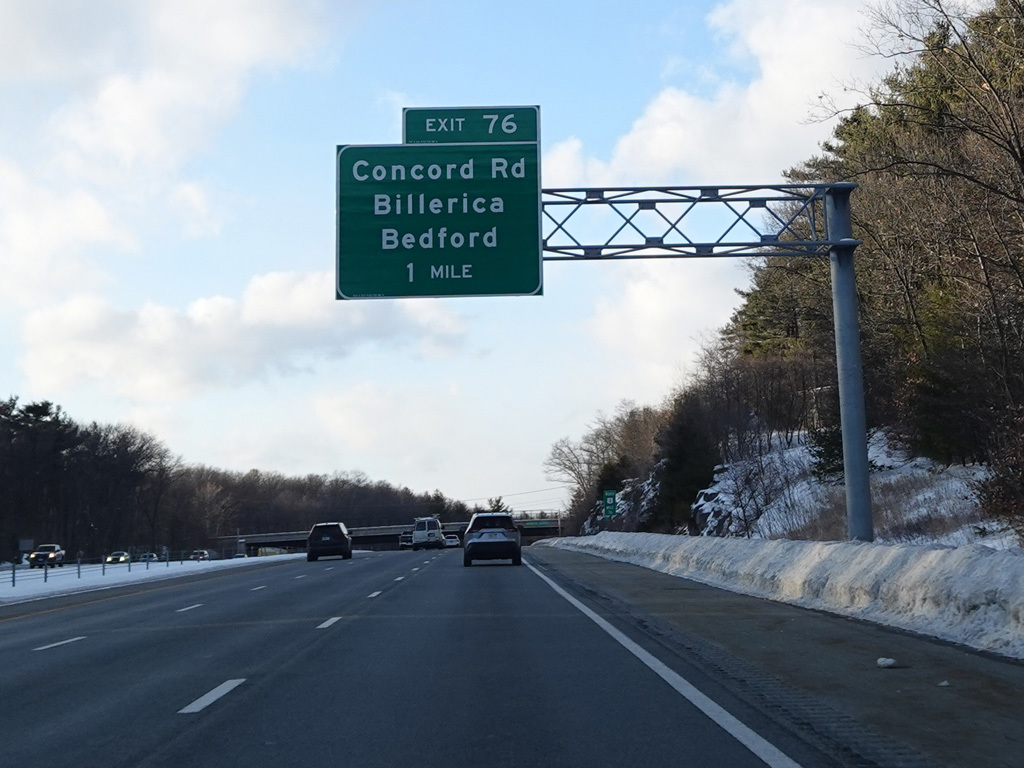 EXIT 76
Concord Rd
Billerica
Bedford
1 MILE